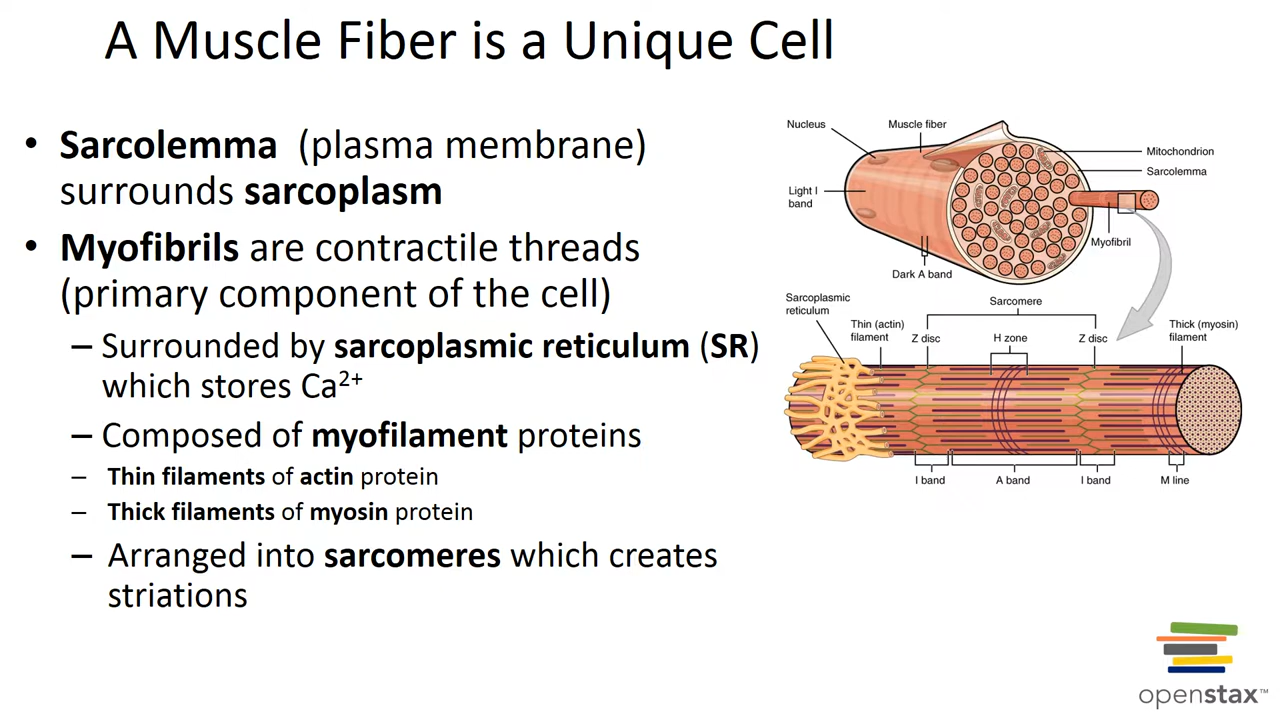 A Muscle Fiber is a Unique Cell
• Sarcolemma (plasma membrane)
surrounds sarcoplasm
• Myofibrils are contractile threads
(primary component of the cell)
– Surrounded by sarcoplasmic reticulum (SR)
which stores Ca²⁺
– Composed of myofilament proteins
– Thin filaments of actin protein
– Thick filaments of myosin protein
– Arranged into sarcomeres which creates
striations
Nucleus
Muscle fiber
Mitochondrion
Sarcolemma
Light I
band
Myofibril
Dark A band
Sarcoplasmic
reticulum
Sarcomere
Thin (actin)
filament
Z disc
H zone
Z disc
Thick (myosin)
filament
I band
A band
I band
M line
openstax™